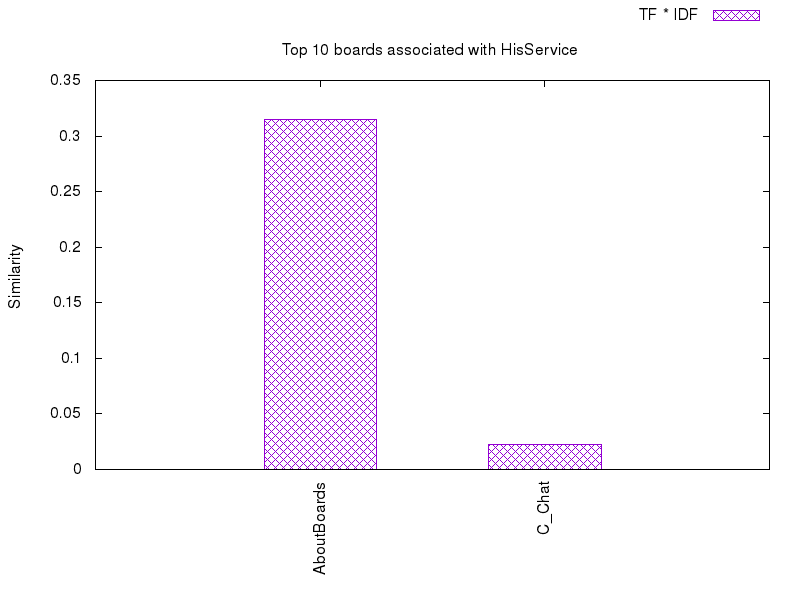 TF * IDF
Top 10 boards associated with HisService
0.35
0.3
0.25
0.2
0.15
0.1
0.05
0
Similarity
AboutBoards
C_Chat